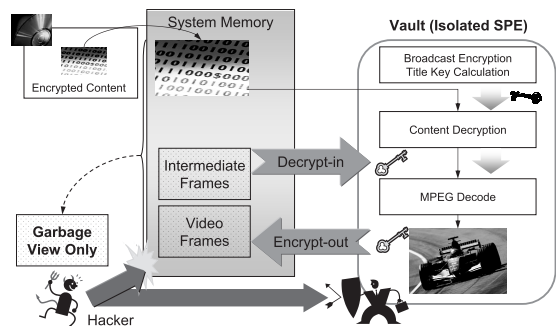 System Memory
Vault (Isolated SPE)
Encrypted Content
Broadcast Encryption
Title Key Calculation
Content Decryption
Intermediate
Frames
Decrypt-in
MPEG Decode
Video
Frames
Encrypt-out
Garbage
View Only
Hacker